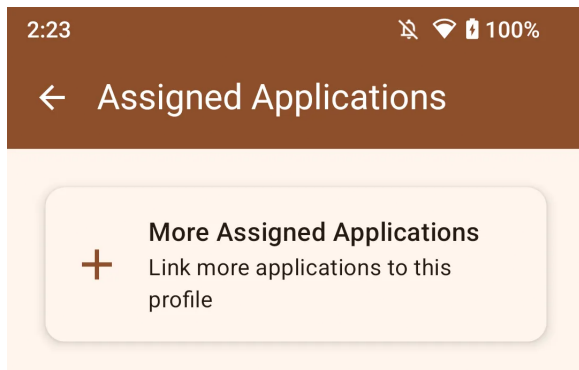 2:23 100%
Assigned Applications
More Assigned Applications
Link more applications to this
profile